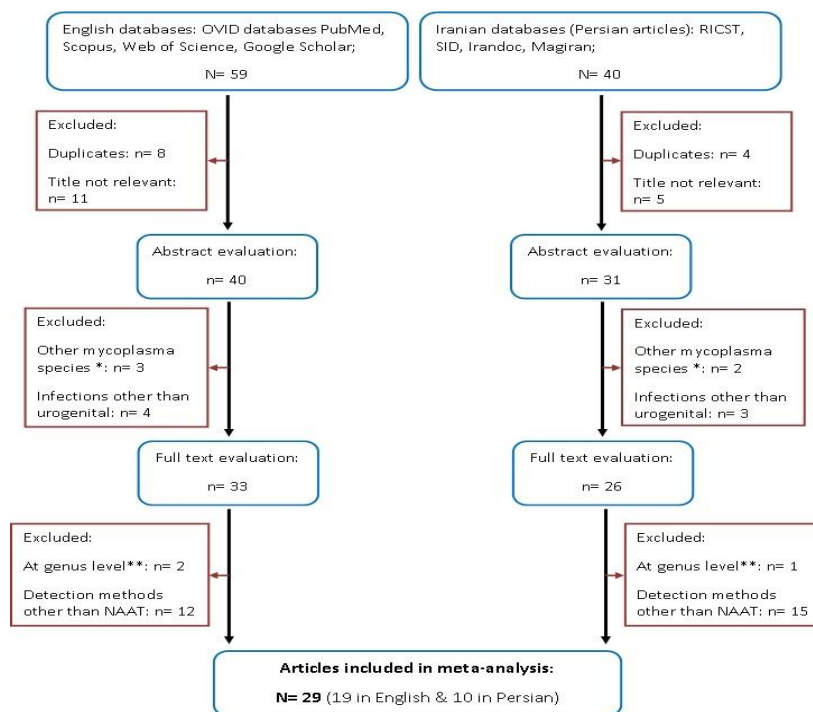 English databases: OVID databases PubMed,
Scopus, Web of Science, Google Scholar;
N= 59
Iranian databases (Persian articles): RICST,
SID, Irandoc, Magiran;
N= 40
Excluded:
Duplicates: n= 8
Title not relevant:
n= 11
Excluded:
Duplicates: n= 4
Title not relevant:
n= 5
Abstract evaluation:
n= 40
Abstract evaluation:
n= 31
Excluded:
Other mycoplasma
species *: n= 3
Infections other than
urogenital: n= 4
Excluded:
Other mycoplasma
species *: n= 2
Infections other than
urogenital: n= 3
Full text evaluation:
n= 33
Full text evaluation:
n= 26
Excluded:
At genus level**: n= 2
Detection methods
other than NAAT: n= 12
Excluded:
At genus level**: n= 1
Detection methods
other than NAAT: n= 15
Articles included in meta-analysis:
N= 29 (19 in English & 10 in Persian)